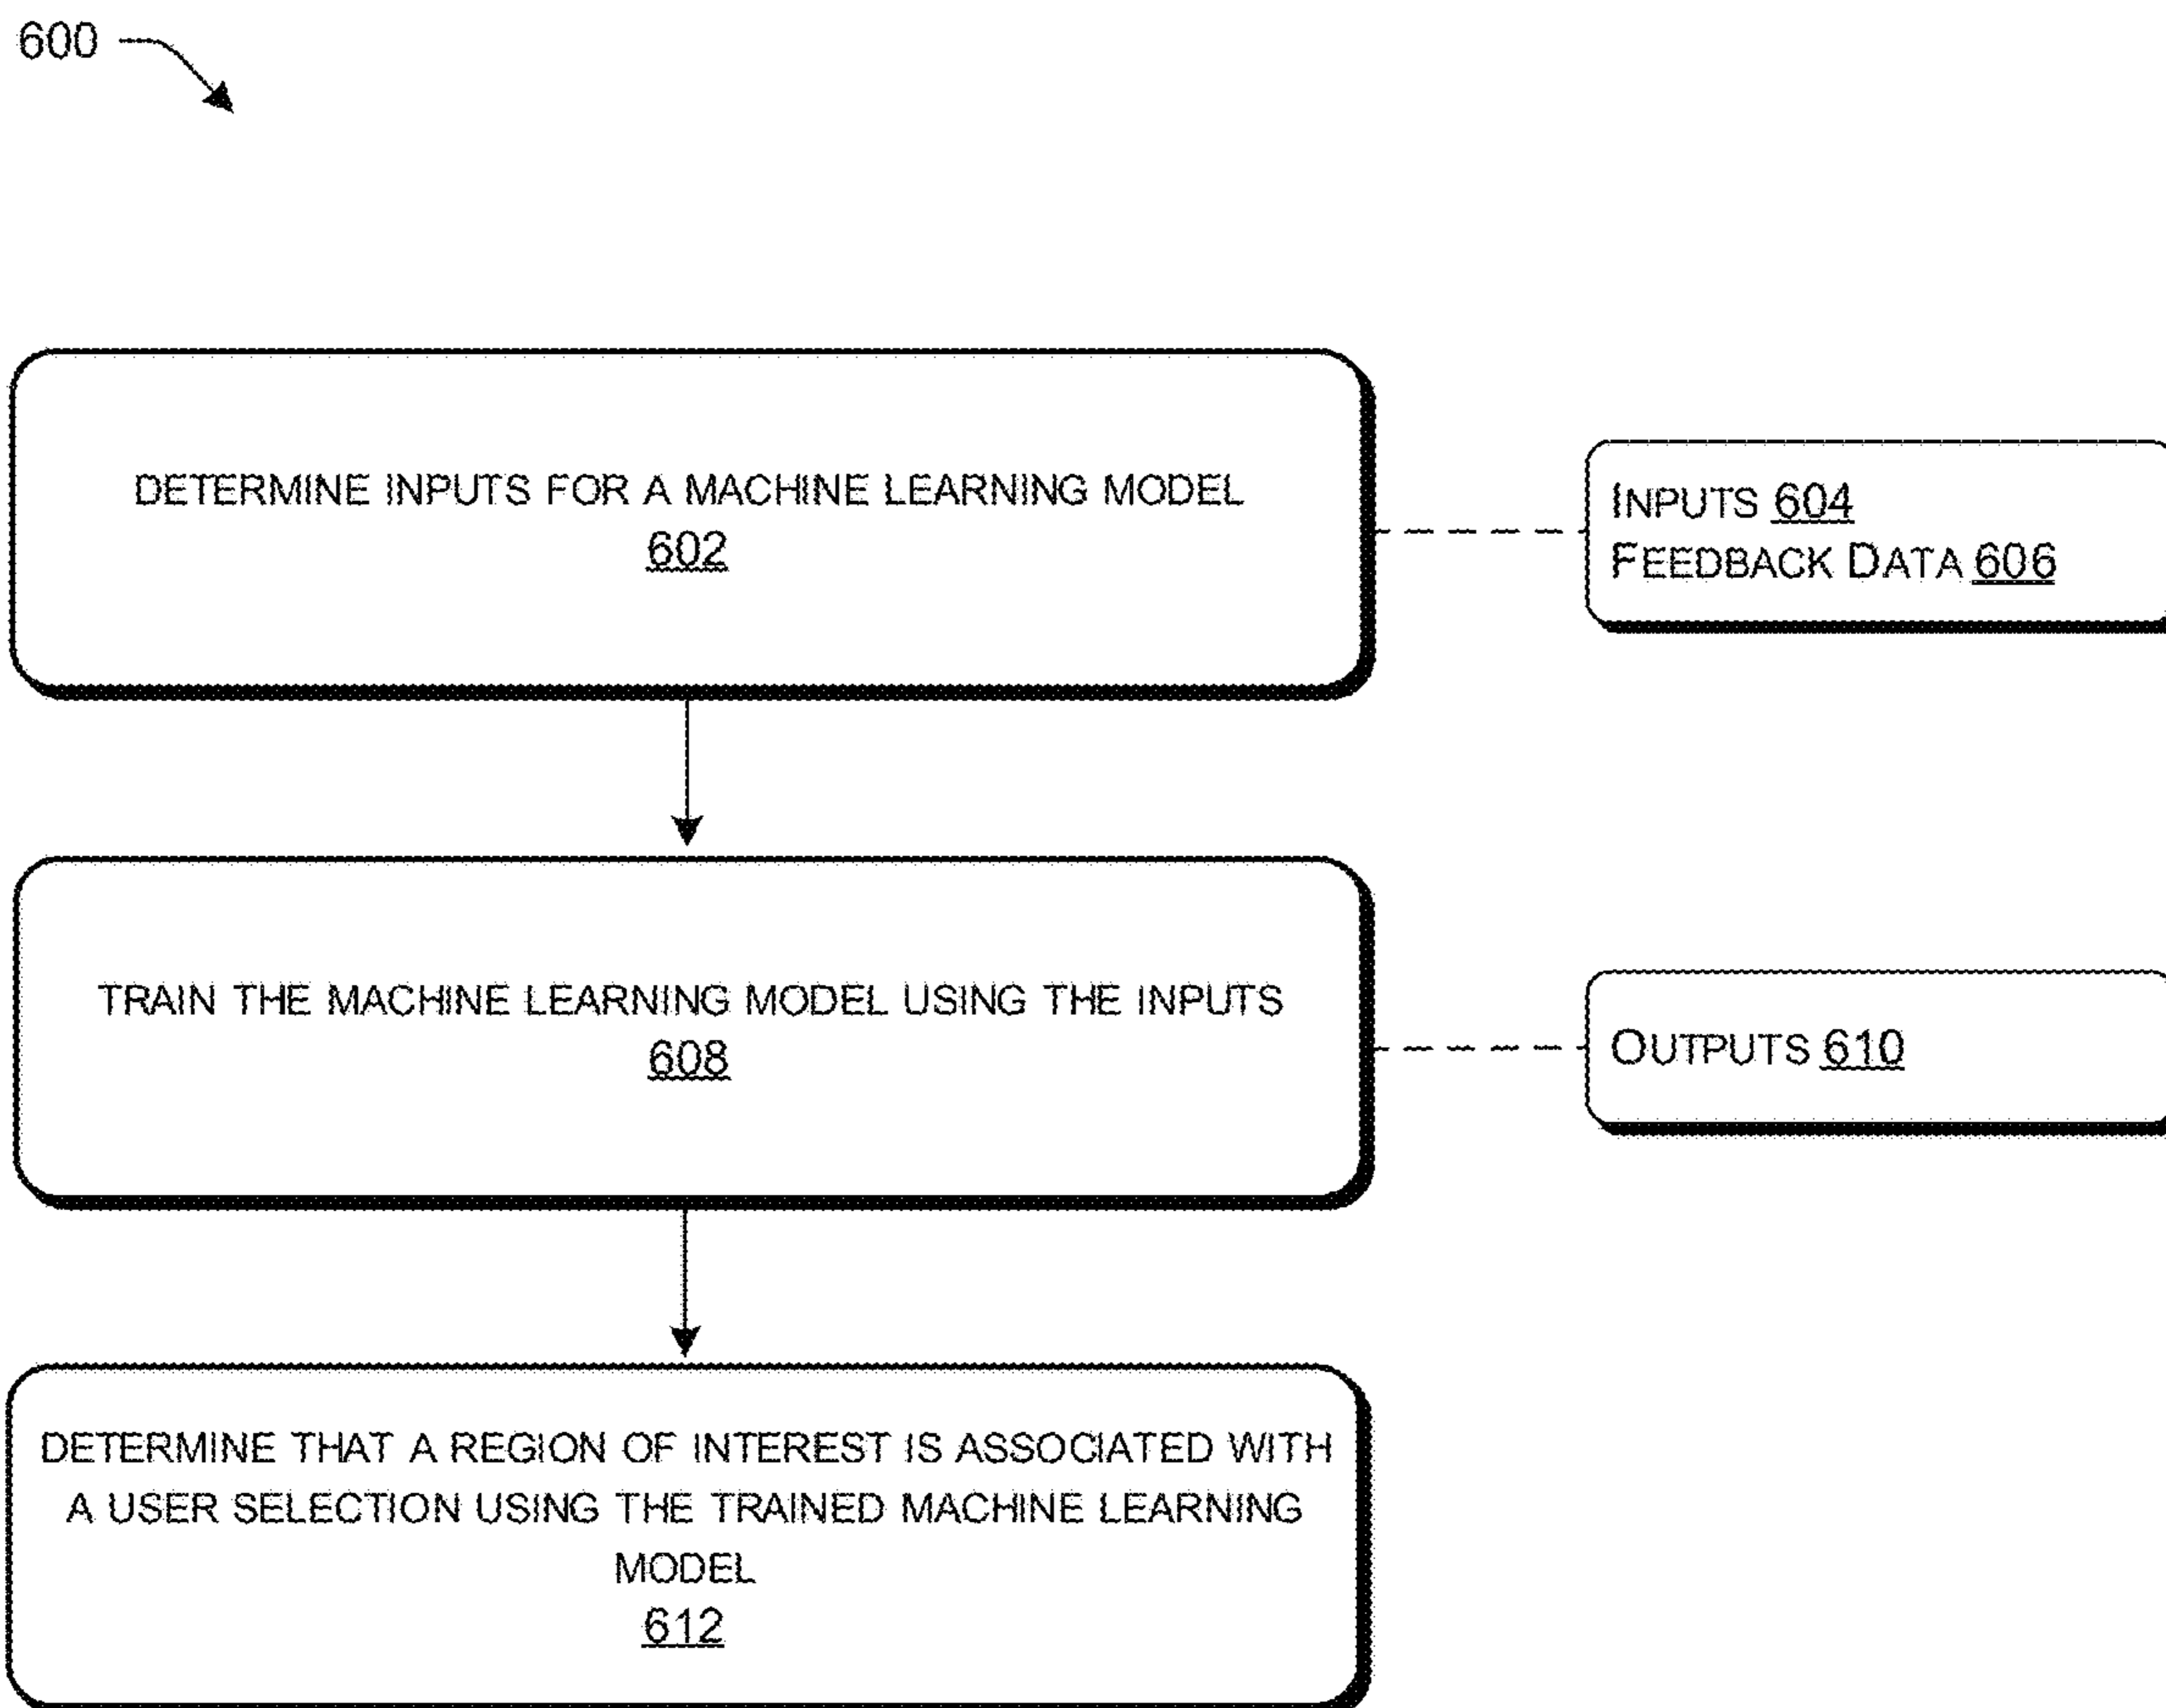 600
DETERMINE INPUTS FOR A MACHINE LEARNING MODEL
602
INPUTS 604
FEEDBACK DATA 606
TRAIN THE MACHINE LEARNING MODEL USING THE INPUTS
608
OUTPUTS 610
DETERMINE THAT A REGION OF INTEREST IS ASSOCIATED WITH
A USER SELECTION USING THE TRAINED MACHINE LEARNING
MODEL
612